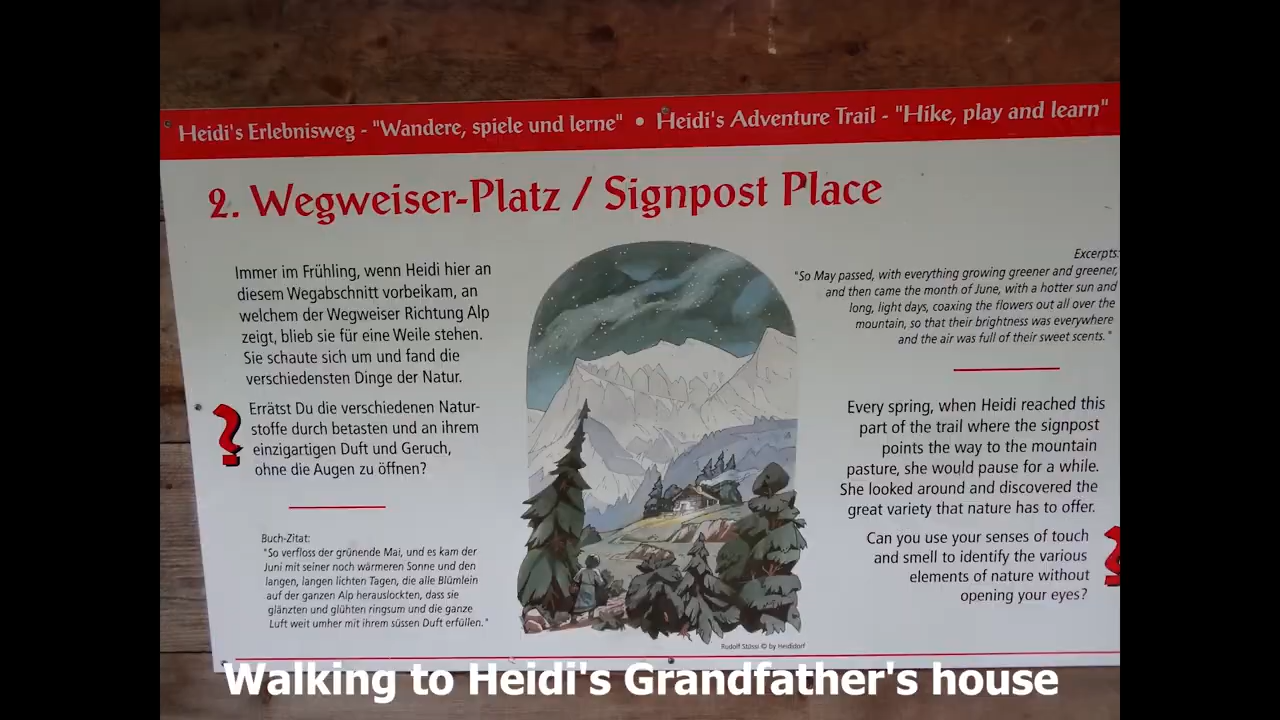 Heidi's Erlebnisweg - "Wandere, spiele und lerne" • Heidi's Adventure Trail - "Hike, play and learn"
2. Wegweiser-Platz / Signpost Place
Immer im Frühling, wenn Heidi hier an
diesem Wegabschnitt vorbeikam, an
welchem der Wegweiser Richtung Alp
zeigt, blieb sie für eine Weile stehen.
Sie schaute sich um und fand die
verschiedensten Dinge der Natur.
?
Errätst Du die verschiedenen Natur-
stoffe durch betasten und an ihrem
einzigartigen Duft und Geruch,
ohne die Augen zu öffnen?
Buch-Zitat:
"So verfloss der grünende Mai, und es kam der
Juni mit seiner noch wärmeren Sonne und den
langen, langen lichten Tagen, die alle Blümlein
auf der ganzen Alp herauslockten, dass sie
glänzten und glühten ringsum und die ganze
Luft weit umher mit ihrem süssen Duft erfüllen."
Rudolf Stüssi © by Heididorf
Excerpts:
"So May passed, with everything growing greener and greener,
and then came the month of June, with a hotter sun and
long, light days, coaxing the flowers out all over the
mountain, so that their brightness was everywhere
and the air was full of their sweet scents."
Every spring, when Heidi reached this
part of the trail where the signpost
points the way to the mountain
pasture, she would pause for a while.
She looked around and discovered the
great variety that nature has to offer.
Can you use your senses of touch
and smell to identify the various
elements of nature without
opening your eyes?
?
Walking to Heidi's Grandfather's house